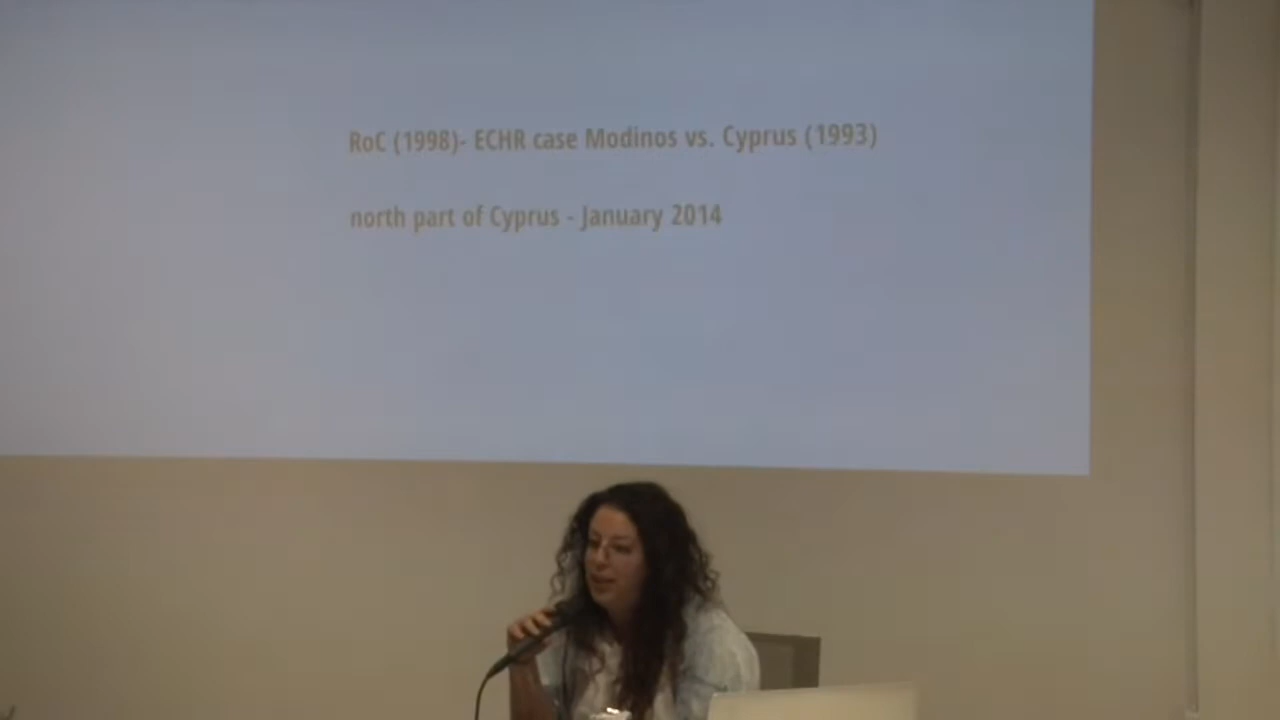 RoC (1998)- ECHR case Modinos vs. Cyprus (1993)
north part of Cyprus - January 2014